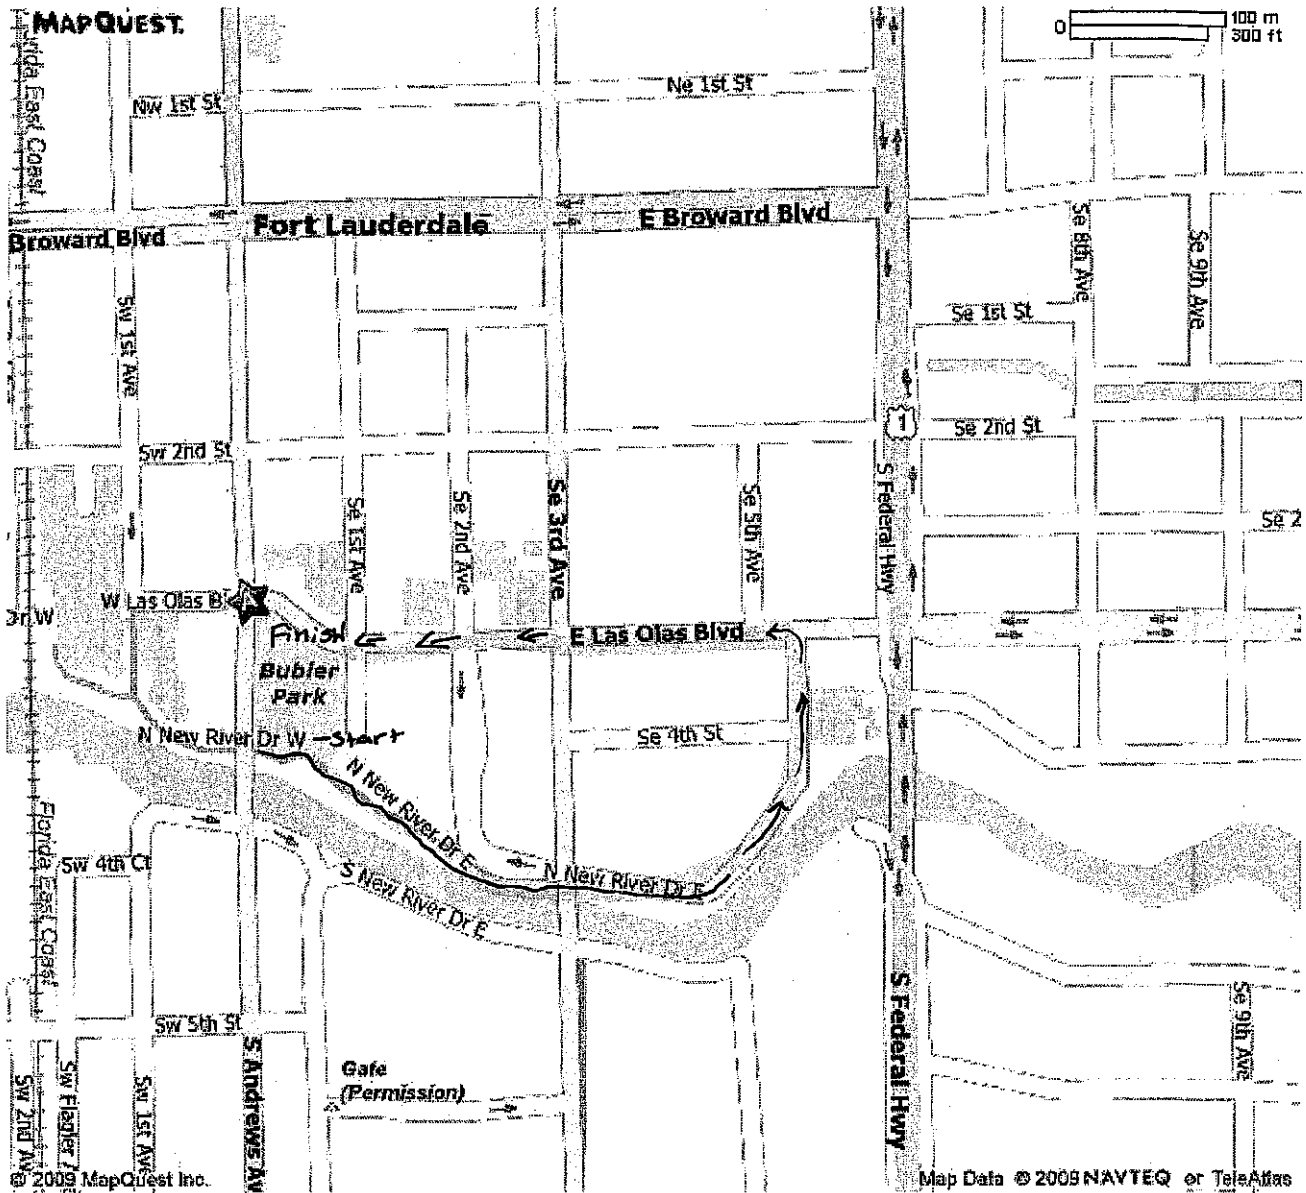 MAPQUEST.
0
100 m
300 ft
Nw 1st St
Ne 1st St
Fort Lauderdale
E Broward Blvd
Broward Blvd
Se 8th Ave
Se 9th Ave
Sw 1st Ave
Se 1st St
1
Se 2nd St
Sw 2nd St
Se 1st Ave
Se 2nd Ave
Se 3rd Ave
Se 5th Ave
S Federal Hwy
Se 2
W Las Olas B
Dr W
Finish
E Las Olas Blvd
Bubier
Park
N New River Dr W - Start
Se 4th St
N New River Dr E
N New River Dr E
S New River Dr E
Sw 4th Ct
Florida East Coast
rida East Coast
Sw 5th St
S Andrews Av
Gate
(Permission)
S Federal Hwy
Se 9th Ave
Sw 2nd Av
Sw Flagler A
Sw 1st Ave
© 2009 MapQuest Inc.
Map Data © 2009 NAVTEQ or TeleAtlas